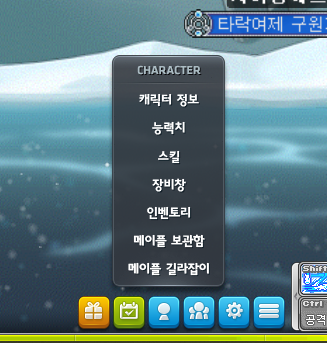 타락여제 구원
CHARACTER
캐릭터 정보
능력치
스킬
장비창
인벤토리
메이플 보관함
메이플 길라잡이
Shift
Ctrl
공격